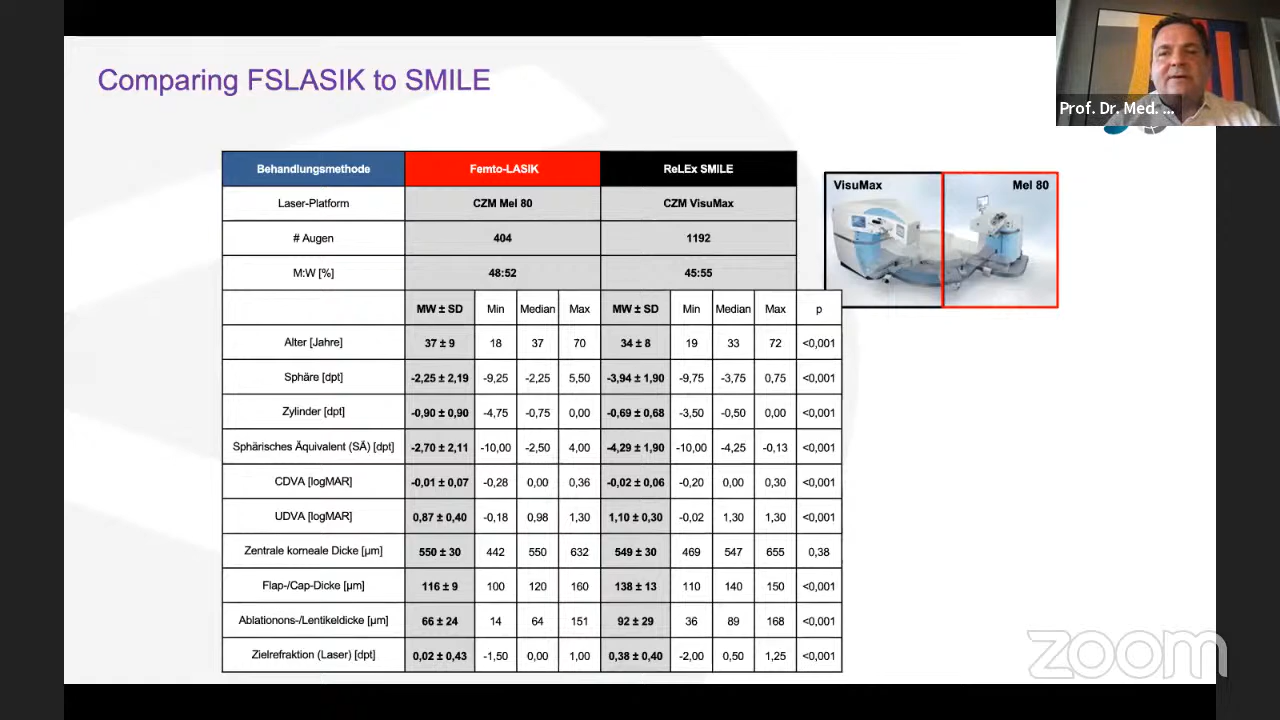 Comparing FSLASIK to SMILE
Prof. Dr. Med. ...
Behandlungsmethode Femto-LASIK ReLEx SMILE
Laser-Platform CZM Mel 80 CZM VisuMax
# Augen 404 1192
M:W [%] 48:52 45:55
MW ± SD Min Median Max MW ± SD Min Median Max p
Alter [Jahre] 37 ± 9 18 37 70 34 ± 8 19 33 72 <0,001
Sphäre [dpt] -2,25 ± 2,19 -9,25 -2,25 5,50 -3,94 ± 1,90 -9,75 -3,75 0,75 <0,001
Zylinder [dpt] -0,90 ± 0,90 -4,75 -0,75 0,00 -0,69 ± 0,68 -3,50 -0,50 0,00 <0,001
Sphärisches Äquivalent (SÄ) [dpt] -2,70 ± 2,11 -10,00 -2,50 4,00 -4,29 ± 1,90 -10,00 -4,25 -0,13 <0,001
CDVA [logMAR] -0,01 ± 0,07 -0,28 0,00 0,36 -0,02 ± 0,06 -0,20 0,00 0,30 <0,001
UDVA [logMAR] 0,87 ± 0,40 -0,18 0,98 1,30 1,10 ± 0,30 -0,02 1,30 1,30 <0,001
Zentrale korneale Dicke [µm] 550 ± 30 442 550 632 549 ± 30 469 547 655 0,38
Flap-/Cap-Dicke [µm] 116 ± 9 100 120 160 138 ± 13 110 140 150 <0,001
Ablationons-/Lentikeldicke [µm] 66 ± 24 14 64 151 92 ± 29 36 89 168 <0,001
Zielrefraktion (Laser) [dpt] 0,02 ± 0,43 -1,50 0,00 1,00 0,38 ± 0,40 -2,00 0,50 1,25 <0,001
VisuMax Mel 80
zoom